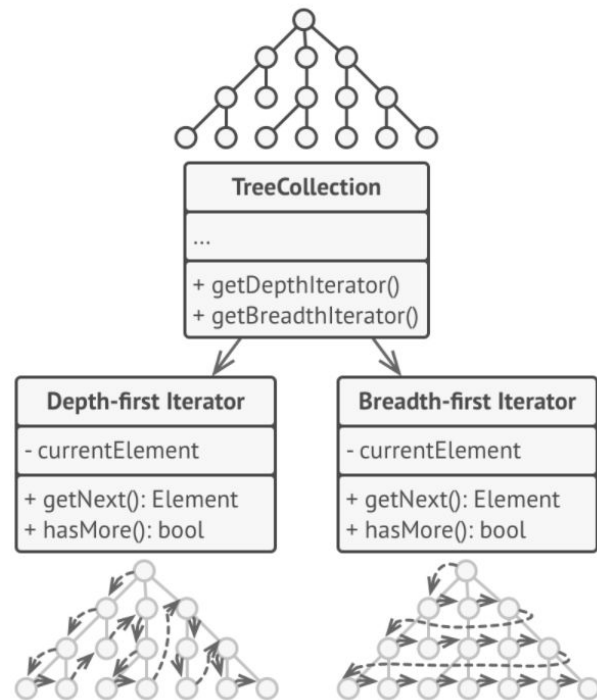 TreeCollection
...
+ getDepthIterator()
+ getBreadthIterator()
Depth-first Iterator
- currentElement
+ getNext(): Element
+ hasMore(): bool
Breadth-first Iterator
- currentElement
+ getNext(): Element
+ hasMore(): bool